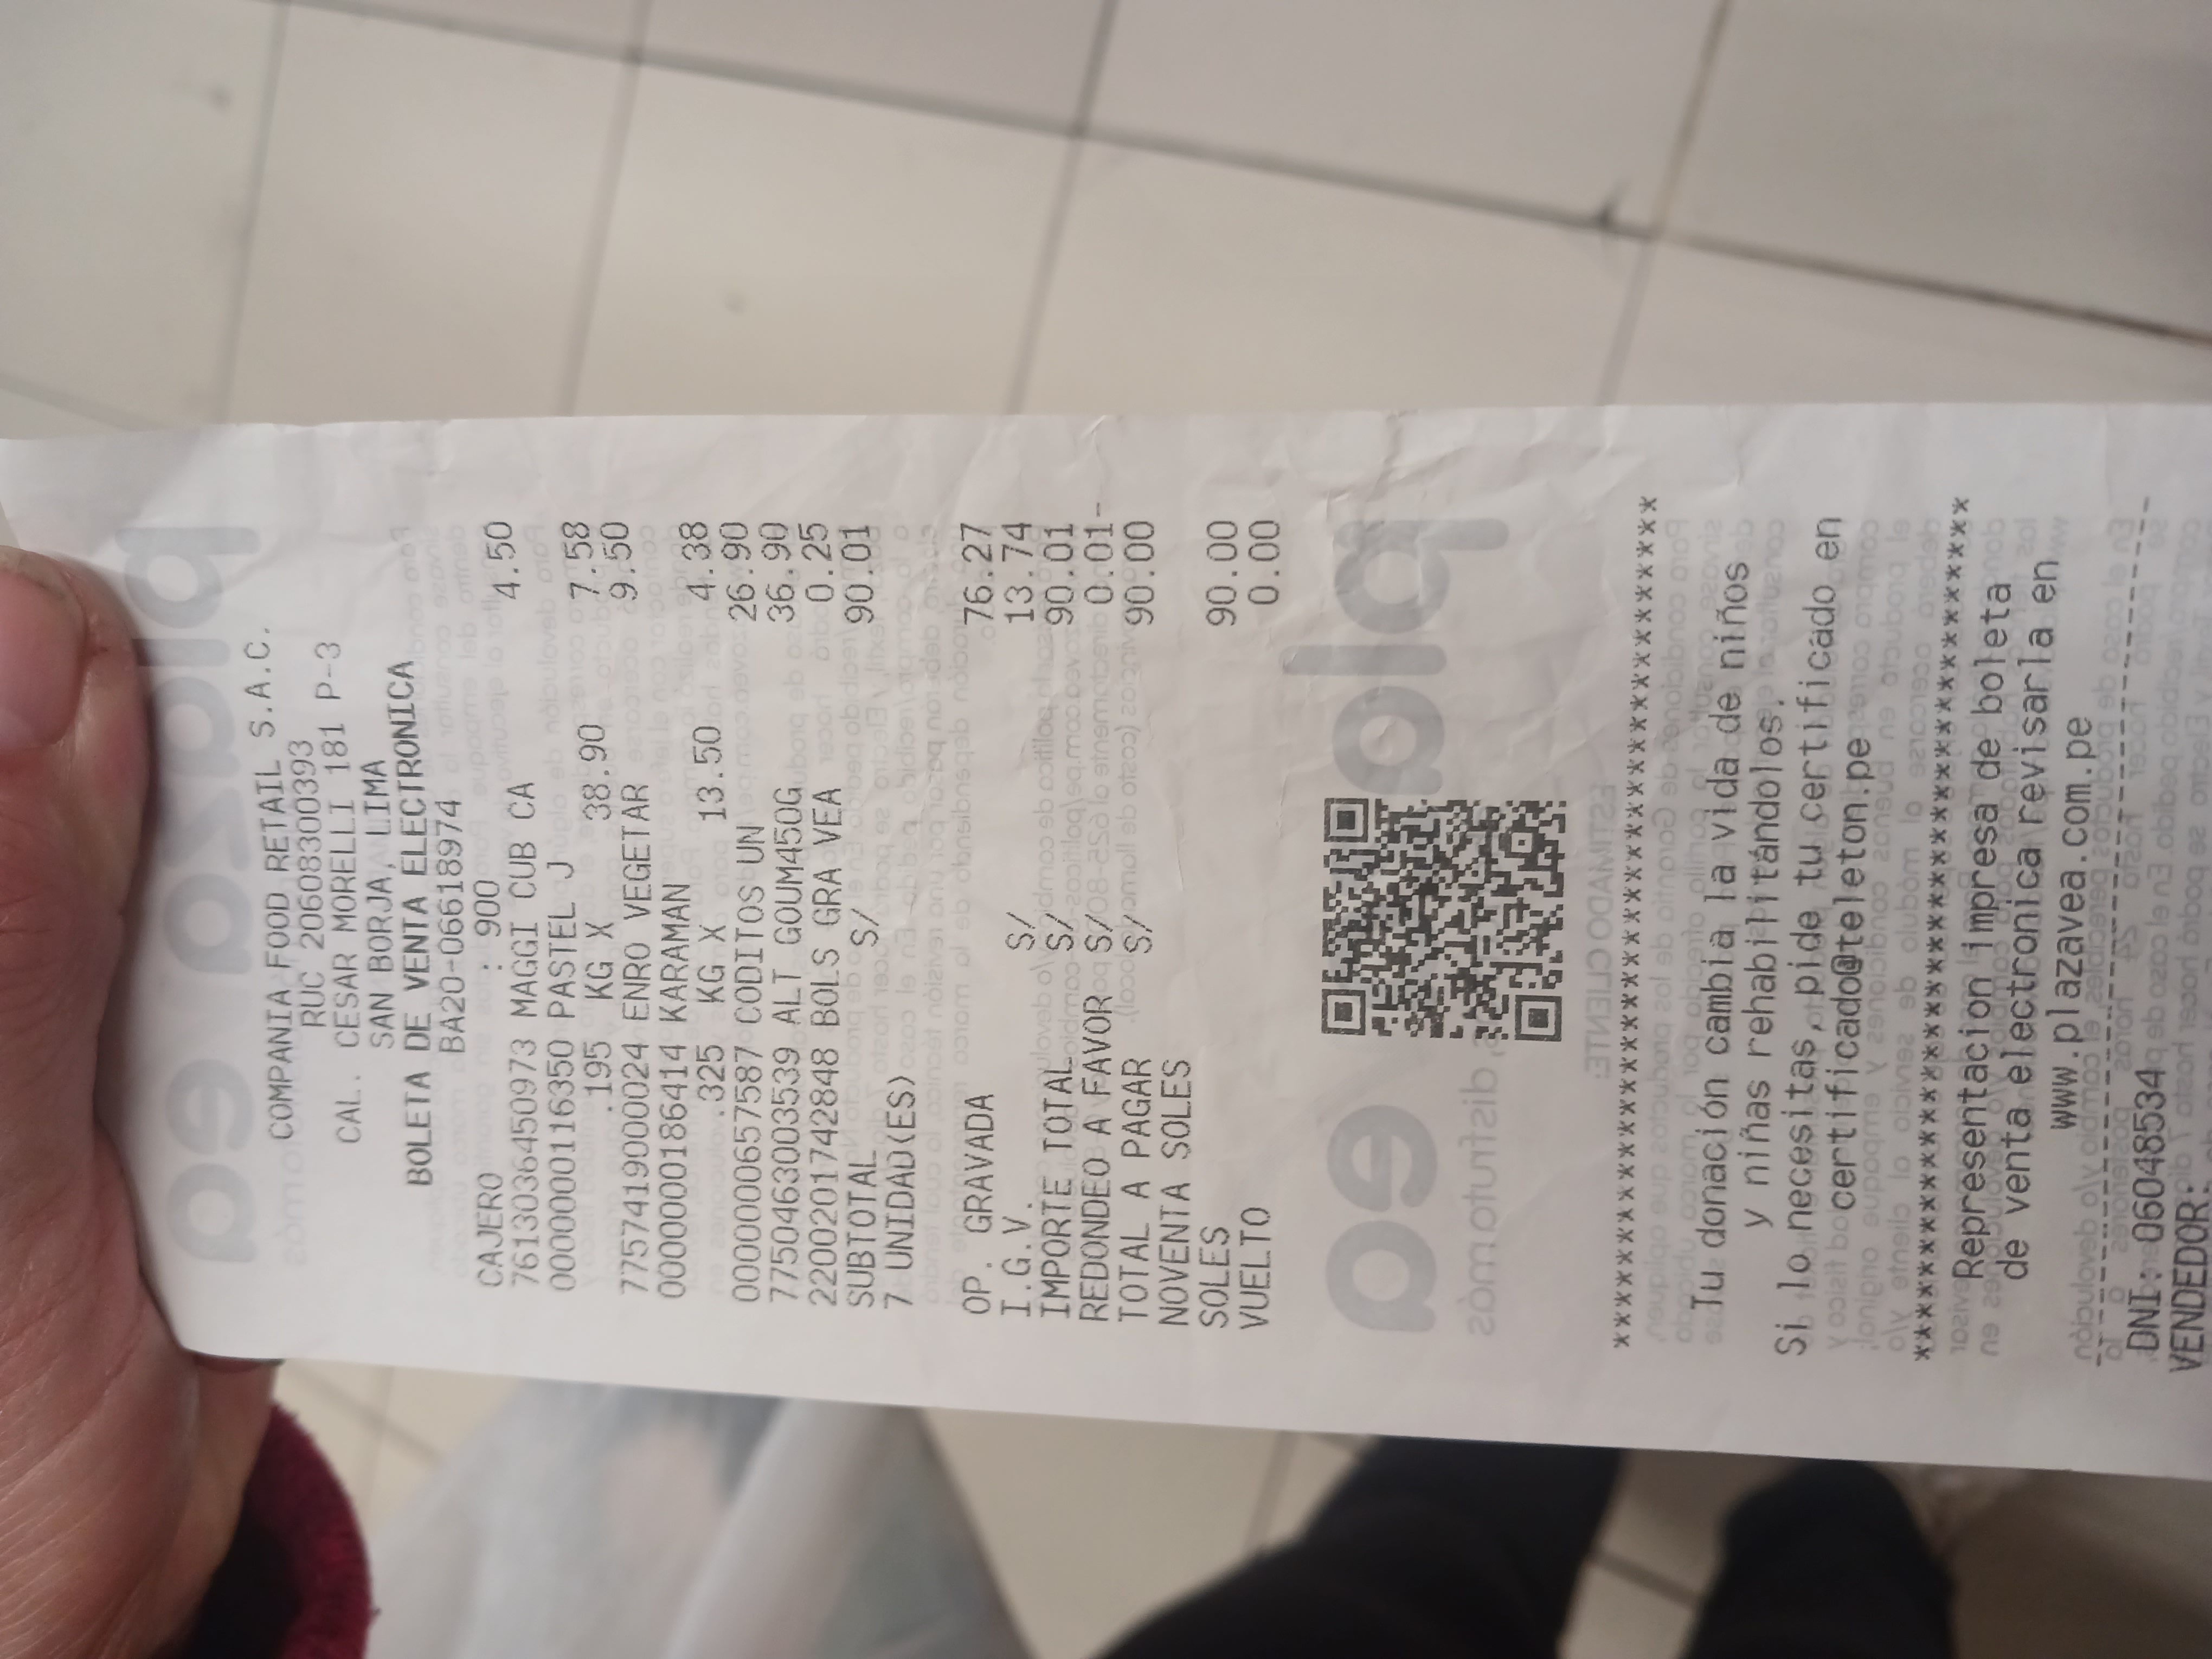 COMPANIA FOOD RETAIL S.A.C.
RUC 20608300393
CAL. CESAR MORELLI 181 P-3
SAN BORJA, LIMA
BOLETA DE VENTA ELECTRONICA
BA20-06618974
CAJERO : 900
7613036450973 MAGGI CUB CA 4.50
0000000116350 PASTEL J
.195 KG X 38.90 7.58
7757419000024 ENRO VEGETAR 9.50
0000000186414 KARAMAN
.325 KG X 13.50 4.38
0000000657587 CODITOS UN 26.90
7750463003539 ALT GOUM450G 36.90
2200201742848 BOLS GRA VEA 0.25
SUBTOTAL S/ 90.01
7 UNIDAD(ES)
OP. GRAVADA 76.27
I.G.V. S/ 13.74
IMPORTE TOTAL S/ 90.01
REDONDEO A FAVOR S/ 0.01-
TOTAL A PAGAR S/ 90.00
NOVENTA SOLES
SOLES 90.00
VUELTO 0.00
ESTIMADO CLIENTE:
***************************************
Tu donación cambia la vida de niños
y niñas rehabilitándolos.
Si lo necesitas, pide tu certificado en
certificado@teleton.pe
***************************************
Representacion impresa de boleta
de venta electronica revisarla en
www.plazavea.com.pe
---------------------------------------
DNI: 06048534
VENDEDOR: